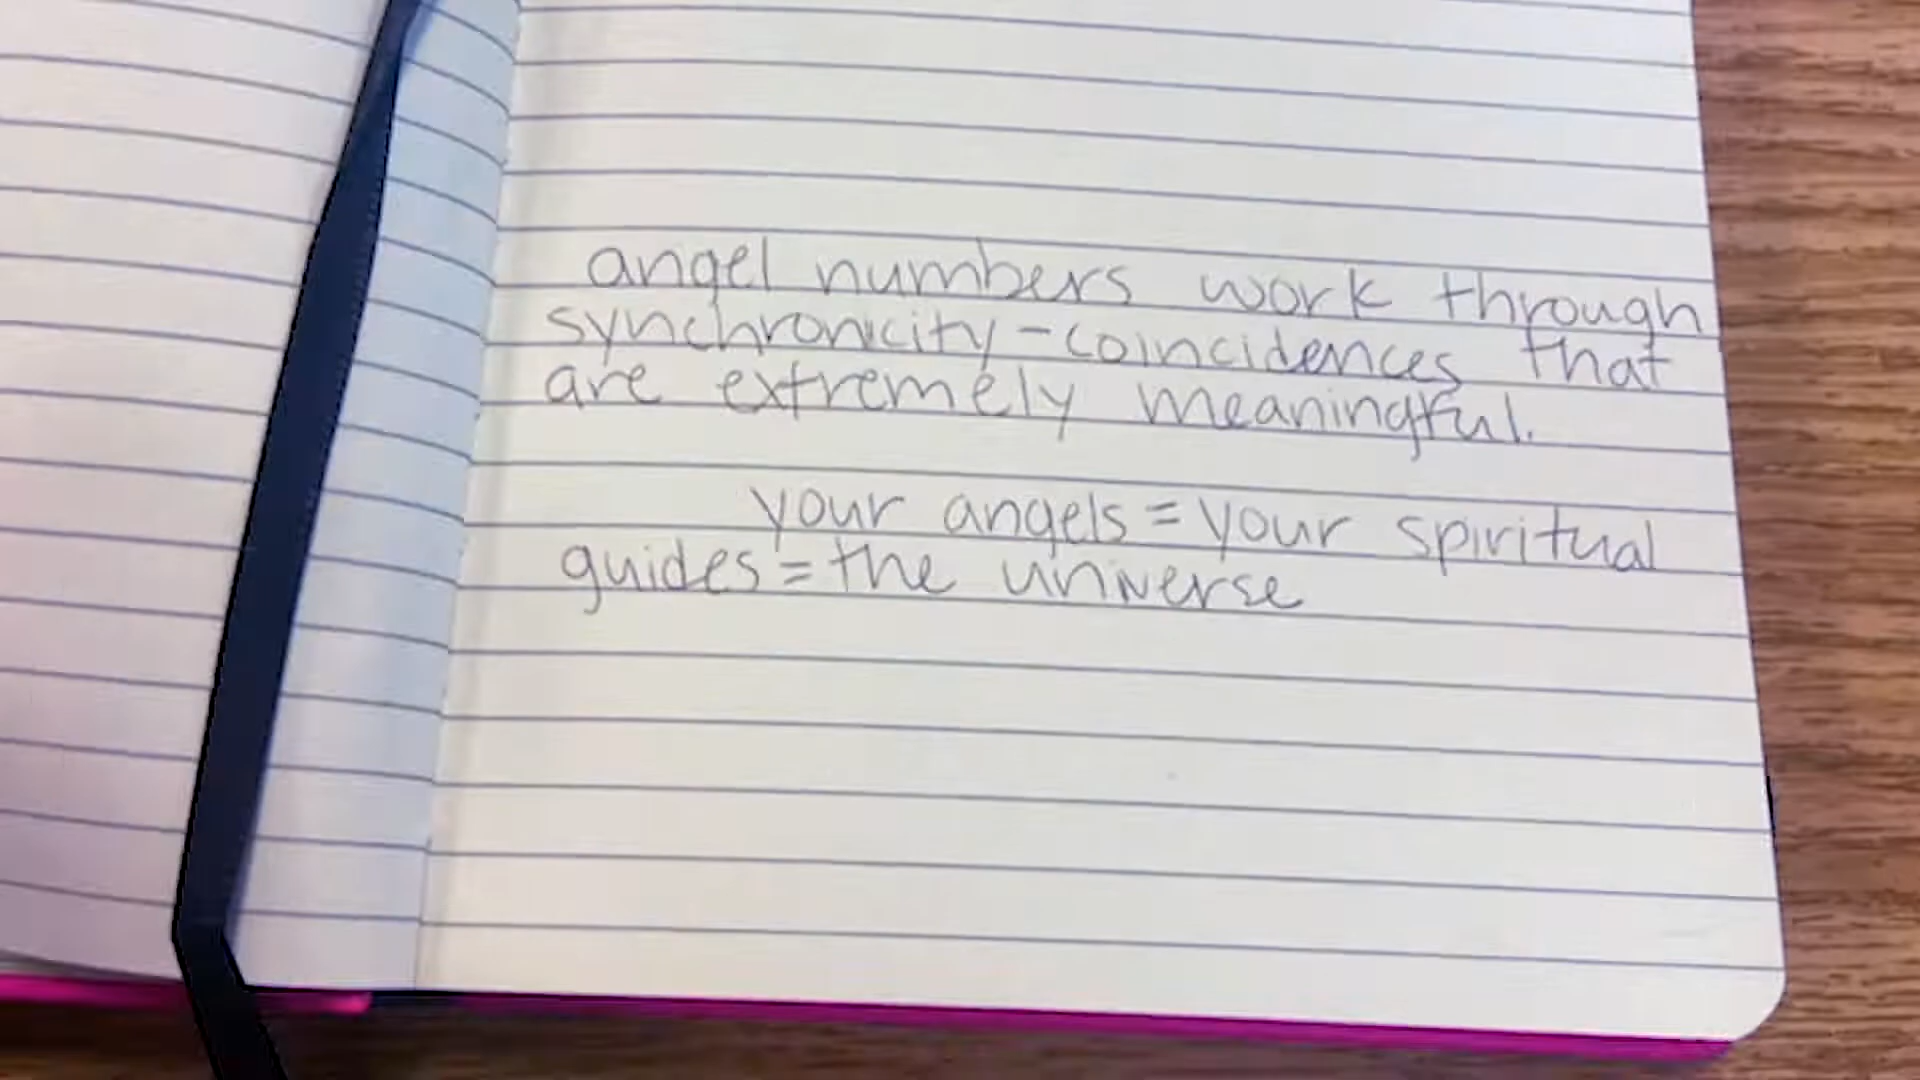 angel numbers work through
synchronicity - coincidences that
are extremely meaningful.
your angels = your spiritual
guides = the universe